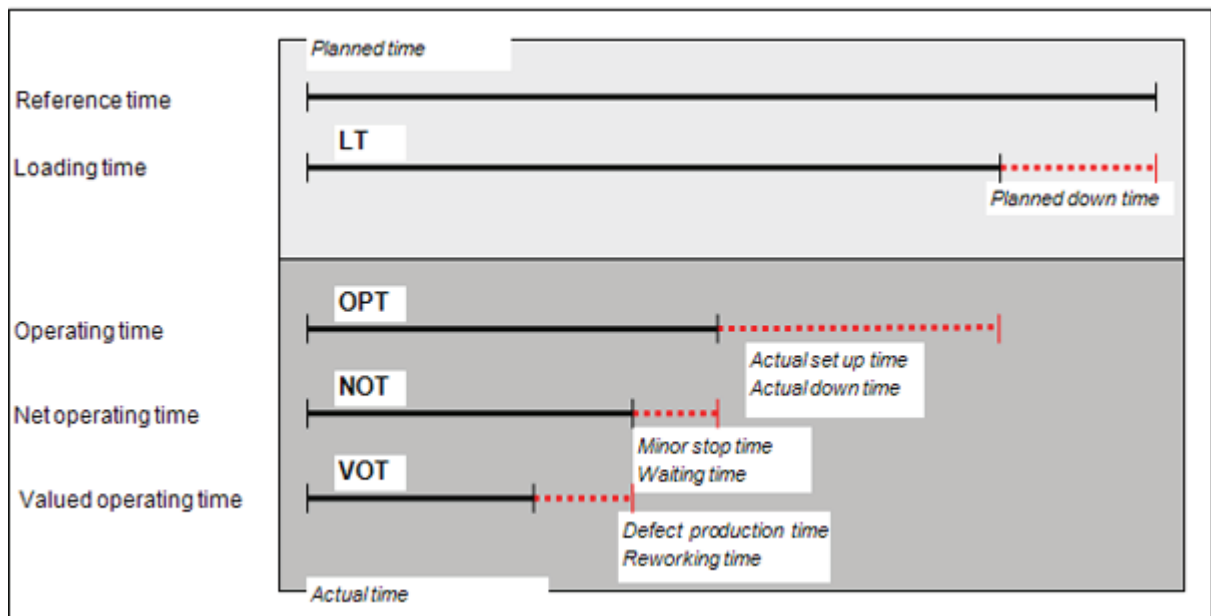 Planned time
Reference time
LT
Loading time
Planned down time
OPT
Operating time
Actual set up time
Actual down time
NOT
Net operating time
Minor stop time
Waiting time
VOT
Valued operating time
Defect production time
Reworking time
Actual time